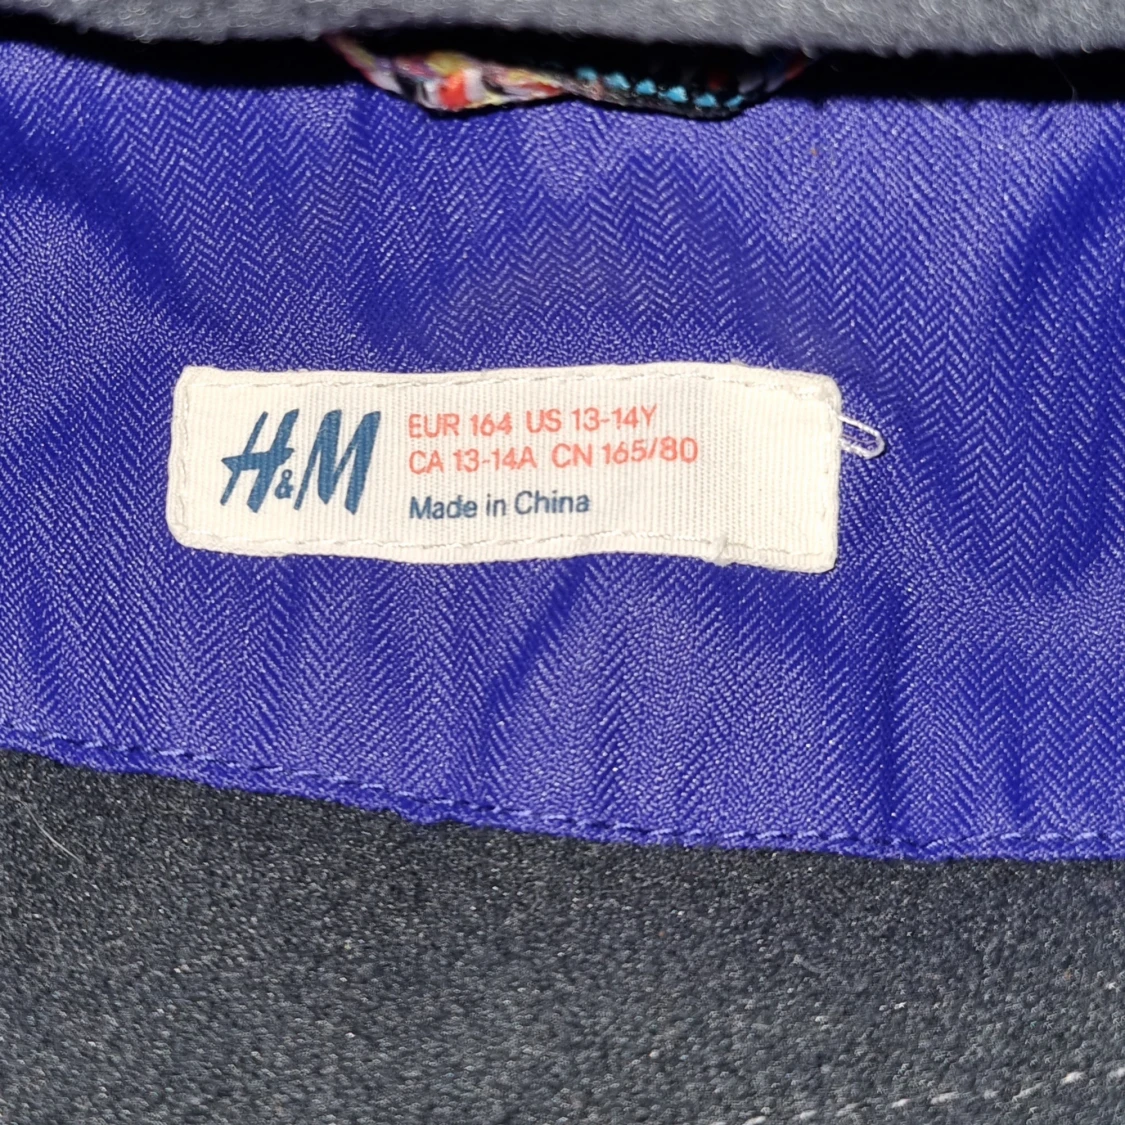 H&M
EUR 164 US 13-14Y
CA 13-14A CN 165/80
Made in China